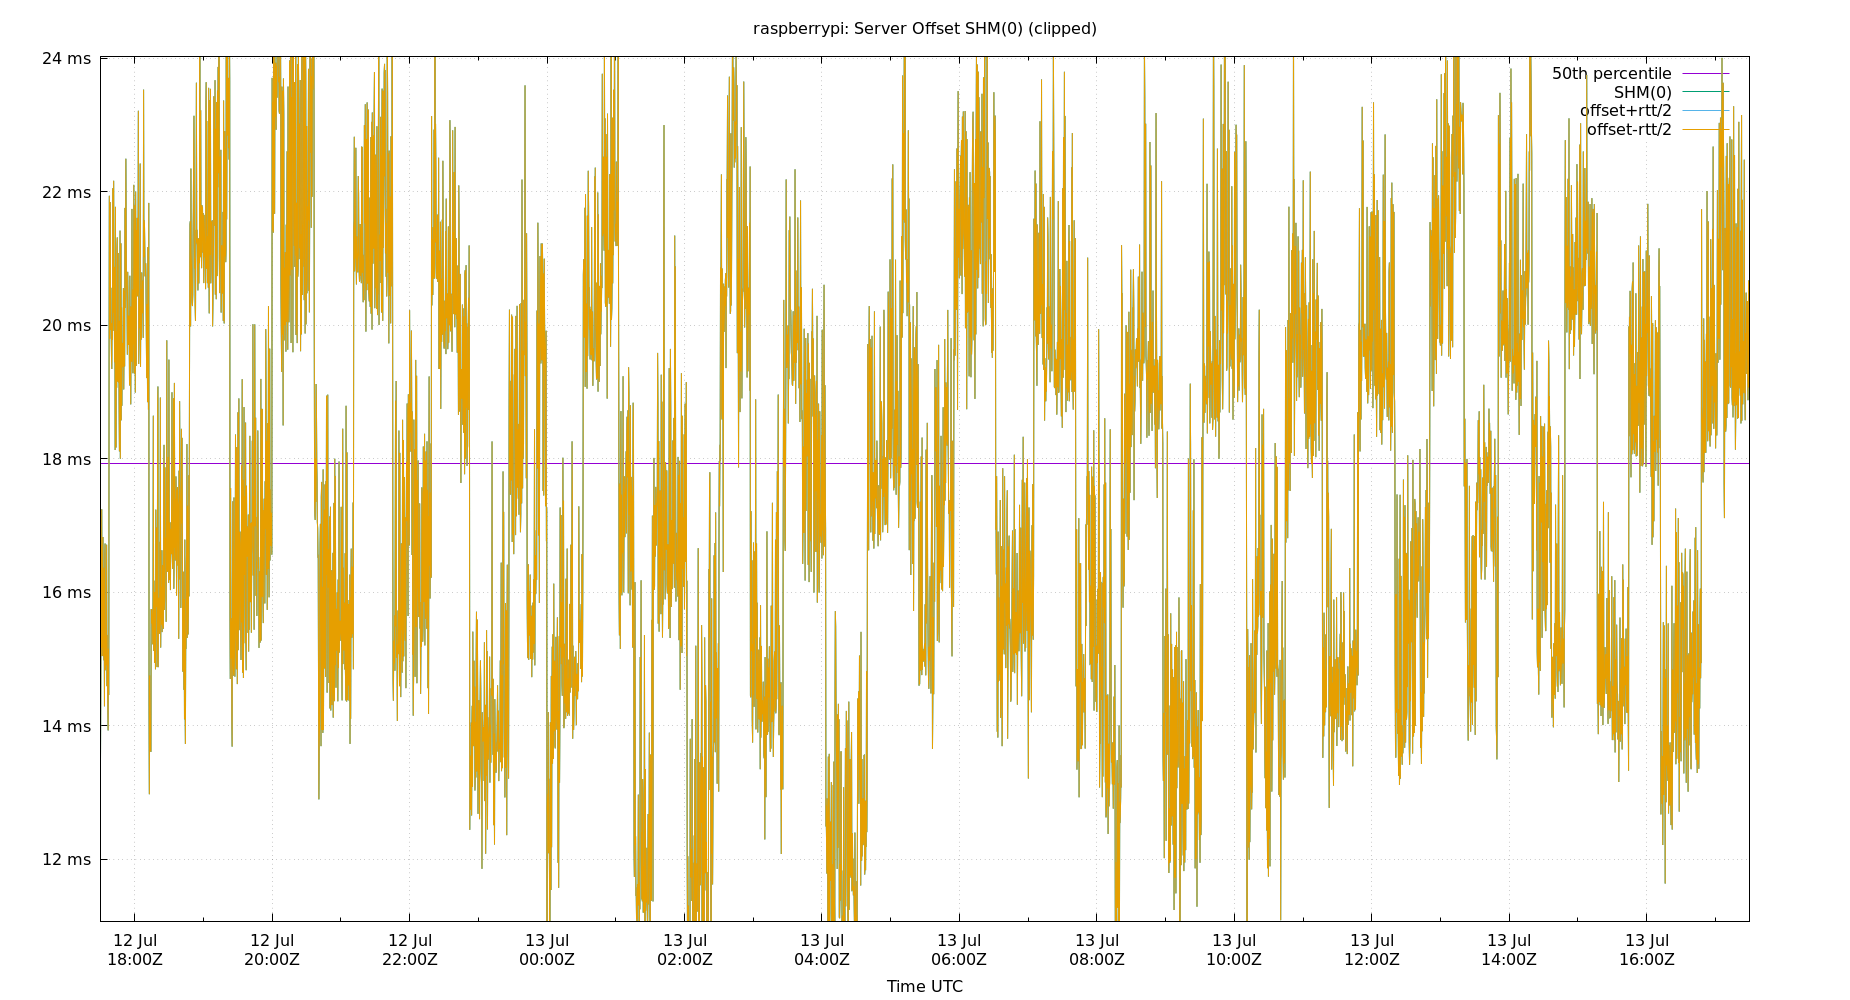 raspberrypi: Server Offset SHM(0) (clipped)
24 ms
22 ms
20 ms
18 ms
16 ms
14 ms
12 ms
50th percentile
SHM(0)
offset+rtt/2
offset-rtt/2
12 Jul 12 Jul 12 Jul 13 Jul 13 Jul 13 Jul 13 Jul 13 Jul 13 Jul 13 Jul 13 Jul 13 Jul
18:00Z 20:00Z 22:00Z 00:00Z 02:00Z 04:00Z 06:00Z 08:00Z 10:00Z 12:00Z 14:00Z 16:00Z
Time UTC